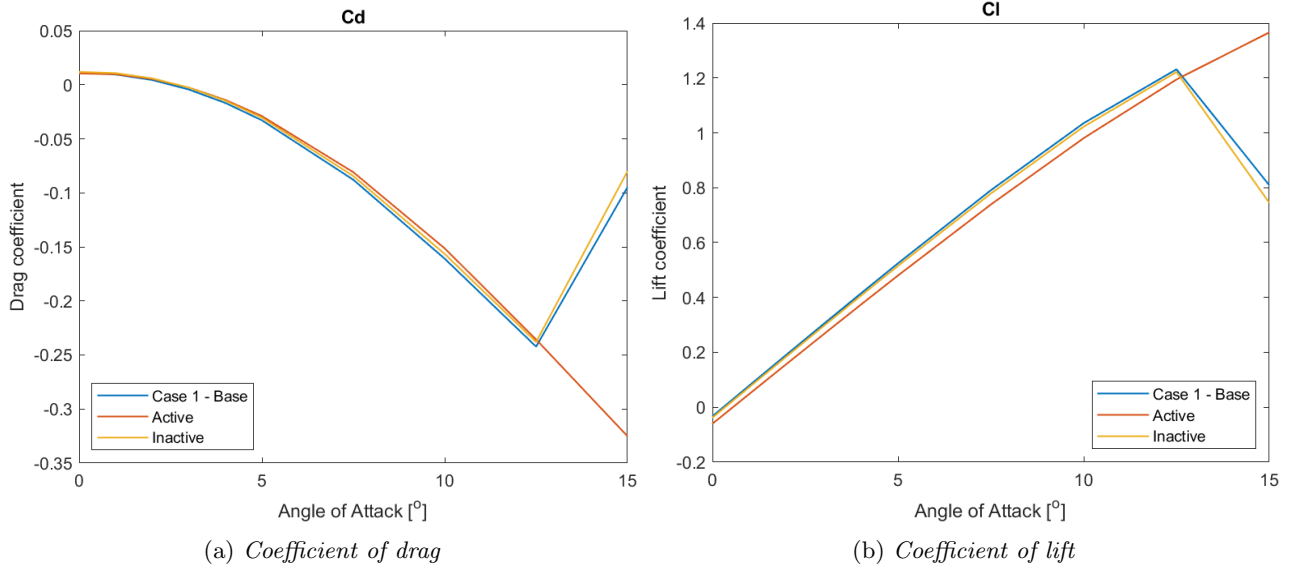 Cd
0.05
0
-0.05
-0.1
-0.15
-0.2
-0.25
-0.3
-0.35
Drag coefficient
Case 1 - Base
Active
Inactive
0 5 10 15
Angle of Attack [o]
(a) Coefficient of drag
Cl
1.4
1.2
1
0.8
0.6
0.4
0.2
0
-0.2
Lift coefficient
Case 1 - Base
Active
Inactive
0 5 10 15
Angle of Attack [o]
(b) Coefficient of lift